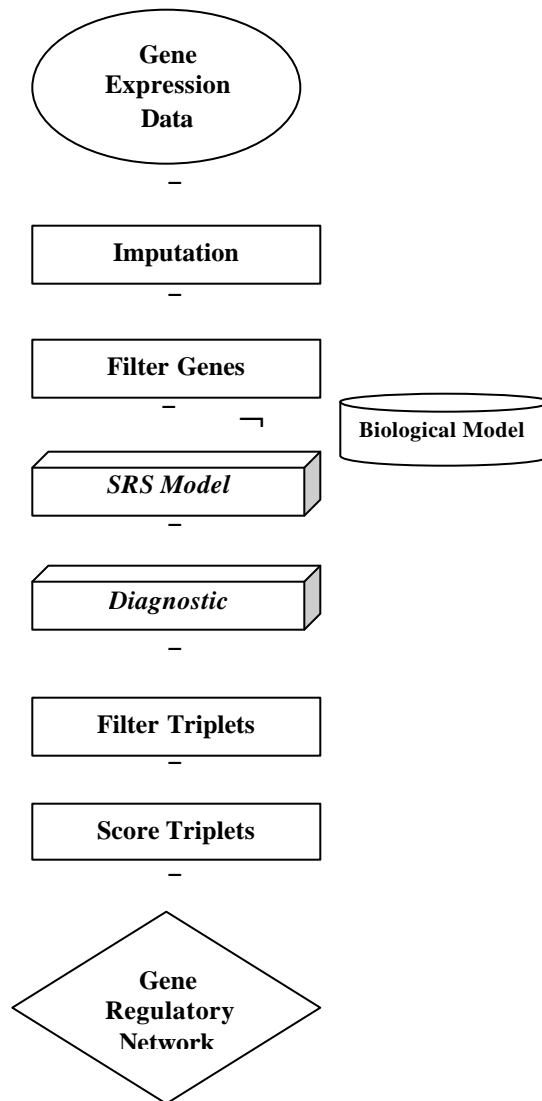 Gene
Expression
Data
–
Imputation
–
Filter Genes
–
¬
Biological Model
SRS Model
–
Diagnostic
–
Filter Triplets
–
Score Triplets
–
Gene
Regulatory
Network